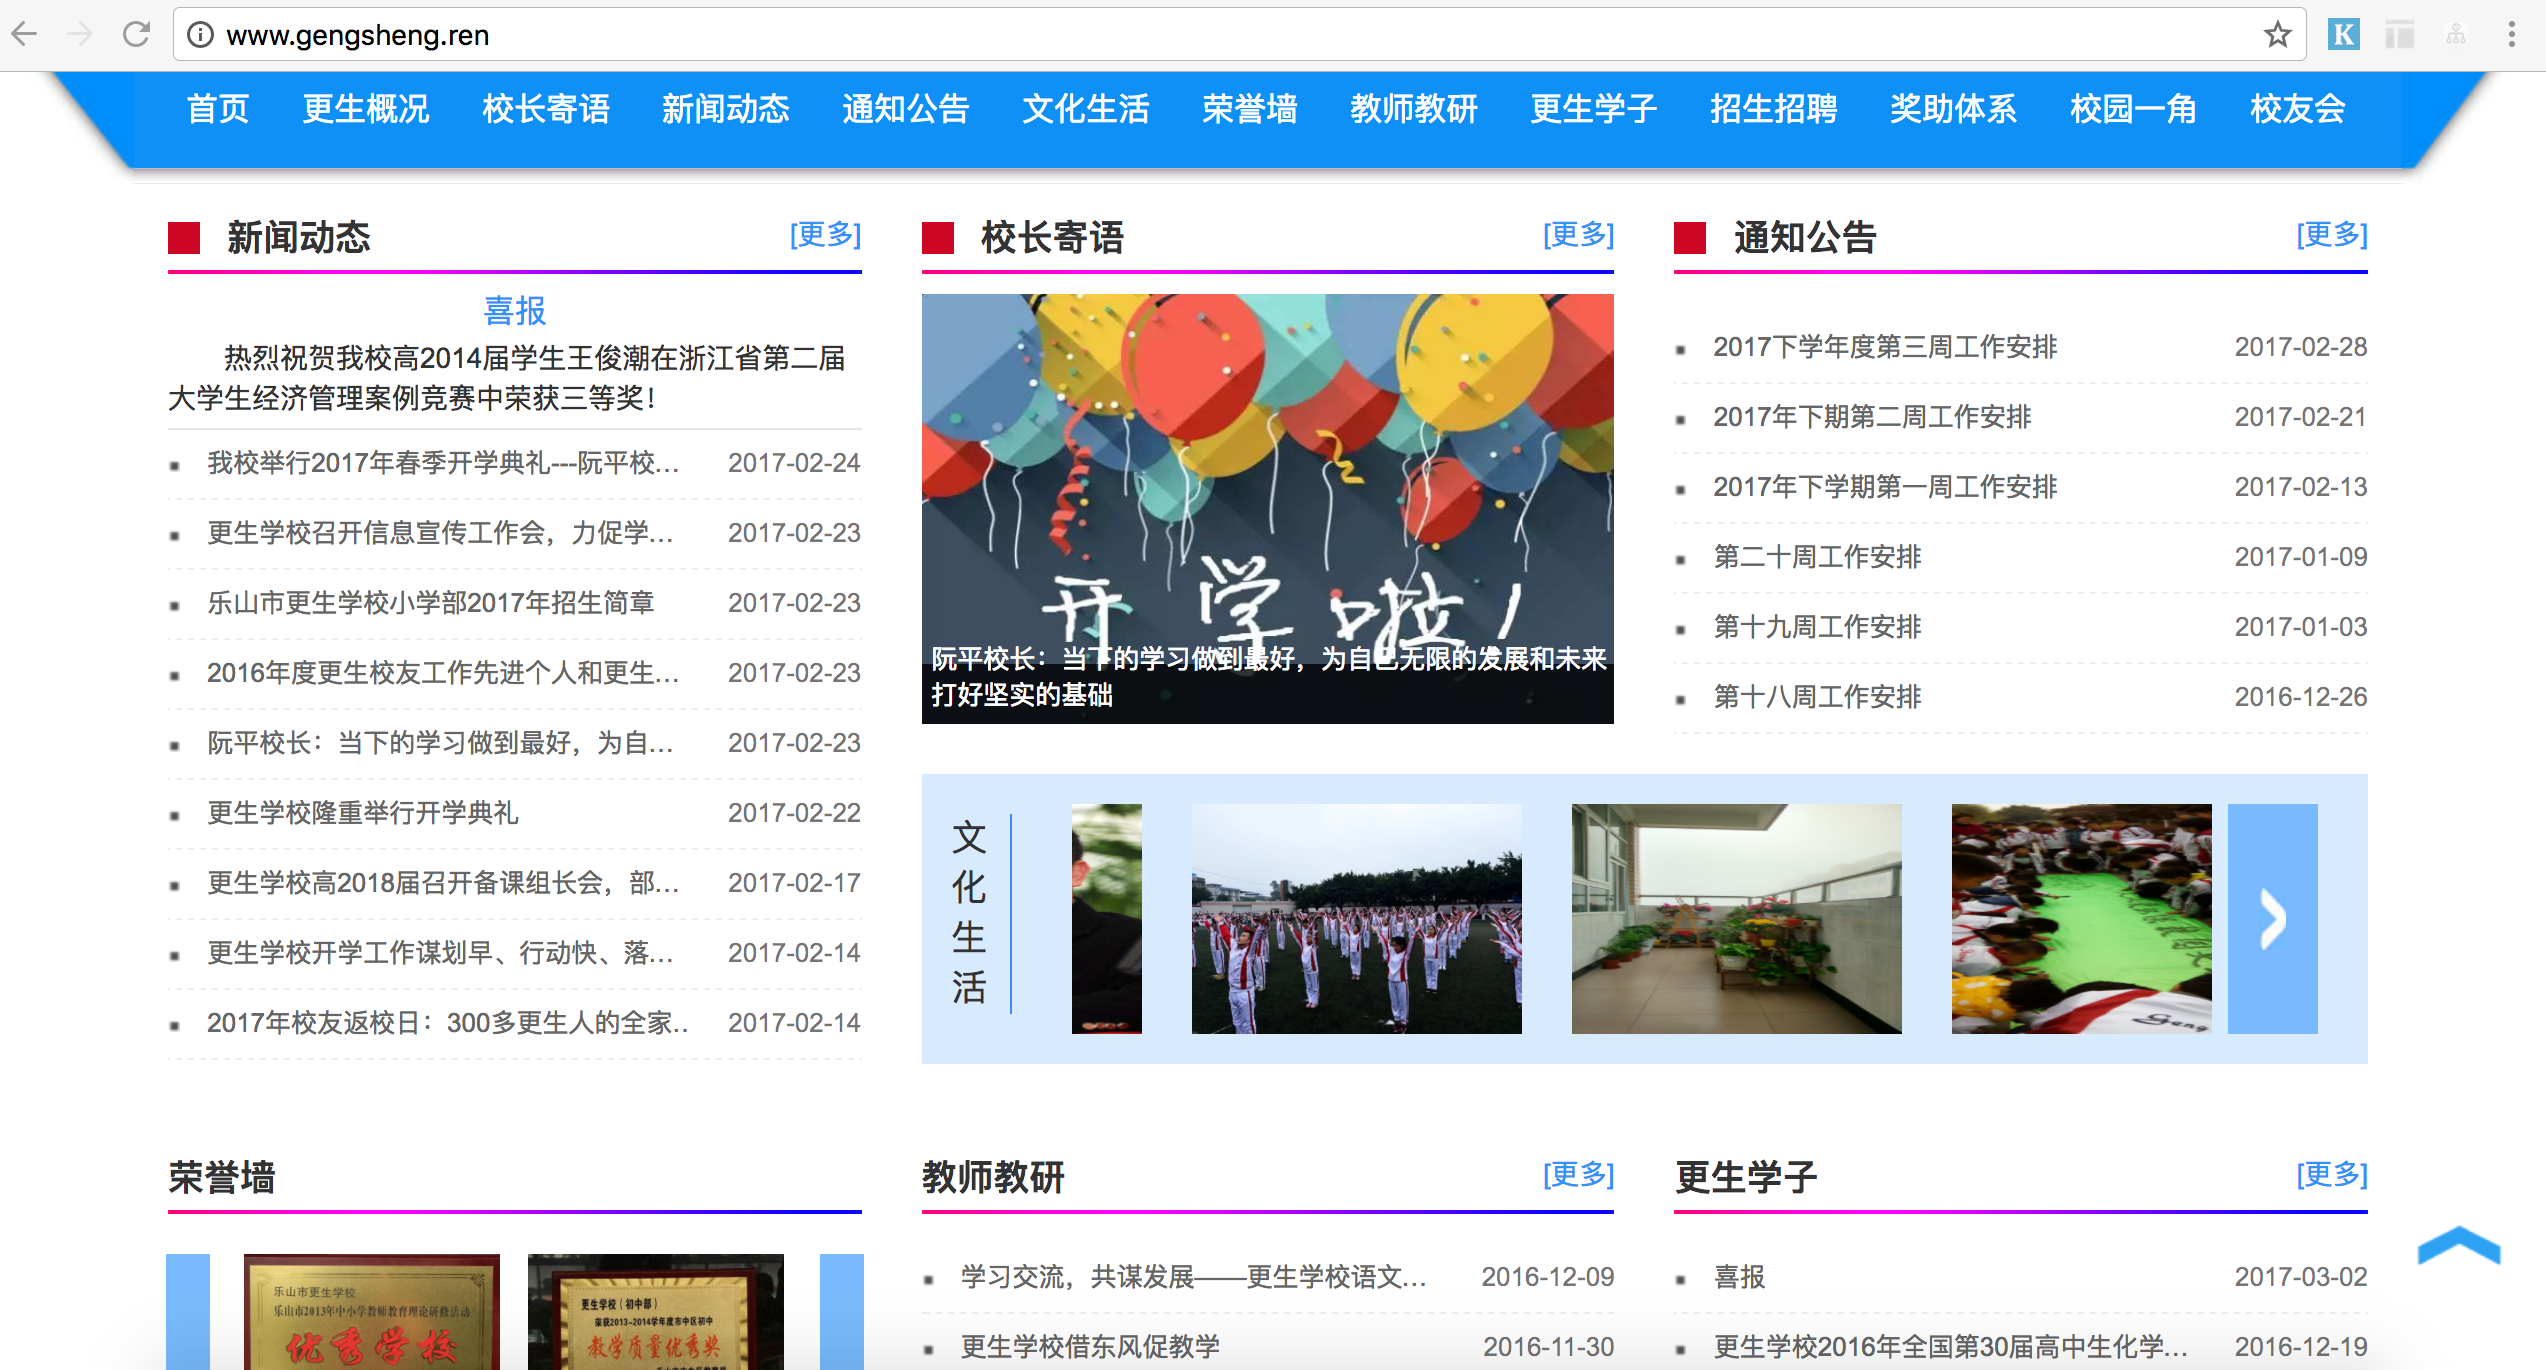 www.gengsheng.ren
首页 更生概况 校长寄语 新闻动态 通知公告 文化生活 荣誉墙 教师教研 更生学子 招生招聘 奖助体系 校园一角 校友会
新闻动态 [更多]
喜报
热烈祝贺我校高2014届学生王俊潮在浙江省第二届
大学生经济管理案例竞赛中荣获三等奖！
我校举行2017年春季开学典礼---阮平校... 2017-02-24
更生学校召开信息宣传工作会，力促学... 2017-02-23
乐山市更生学校小学部2017年招生简章 2017-02-23
2016年度更生校友工作先进个人和更生... 2017-02-23
阮平校长：当下的学习做到最好，为自... 2017-02-23
更生学校隆重举行开学典礼 2017-02-22
更生学校高2018届召开备课组长会，部... 2017-02-17
更生学校开学工作谋划早、行动快、落... 2017-02-14
2017年校友返校日：300多更生人的全家.. 2017-02-14
校长寄语 [更多]
开学啦！
阮平校长：当下的学习做到最好，为自己无限的发展和未来
打好坚实的基础
通知公告 [更多]
2017下学年度第三周工作安排 2017-02-28
2017年下期第二周工作安排 2017-02-21
2017年下学期第一周工作安排 2017-02-13
第二十周工作安排 2017-01-09
第十九周工作安排 2017-01-03
第十八周工作安排 2016-12-26
文化生活
Geng
荣誉墙
乐山市更生学校
乐山市2013年中小学教师教育理论研修活动
优秀学校
更生学校（初中部）
荣获2013-2014学年度市中区初中
教学质量优秀奖
教师教研 [更多]
学习交流，共谋发展——更生学校语文... 2016-12-09
更生学校借东风促教学 2016-11-30
更生学子 [更多]
喜报 2017-03-02
更生学校2016年全国第30届高中生化学... 2016-12-19